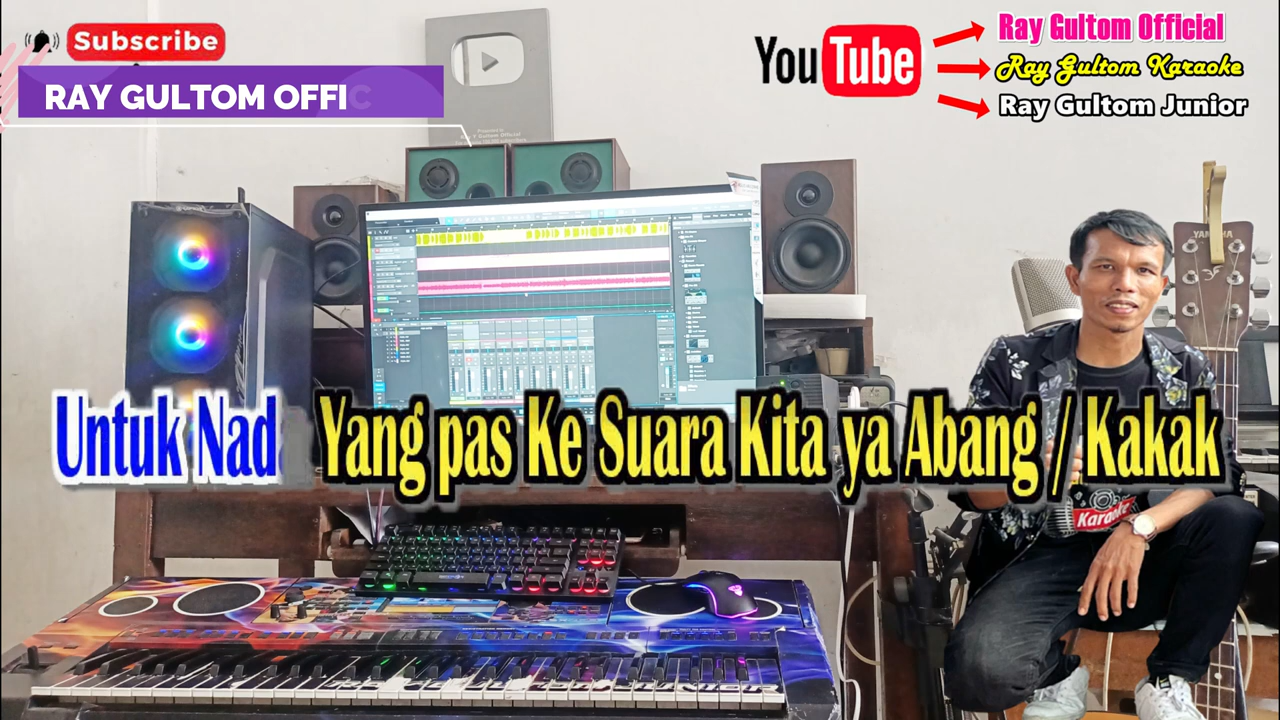 Subscribe
RAY GULTOM OFFIC
YouTube
Ray Gultom Official
Ray Gultom Karaoke
Ray Gultom Junior
YAMAHA
Untuk Nad Yang pas Ke Suara Kita ya Abang / Kakak
Karaoke